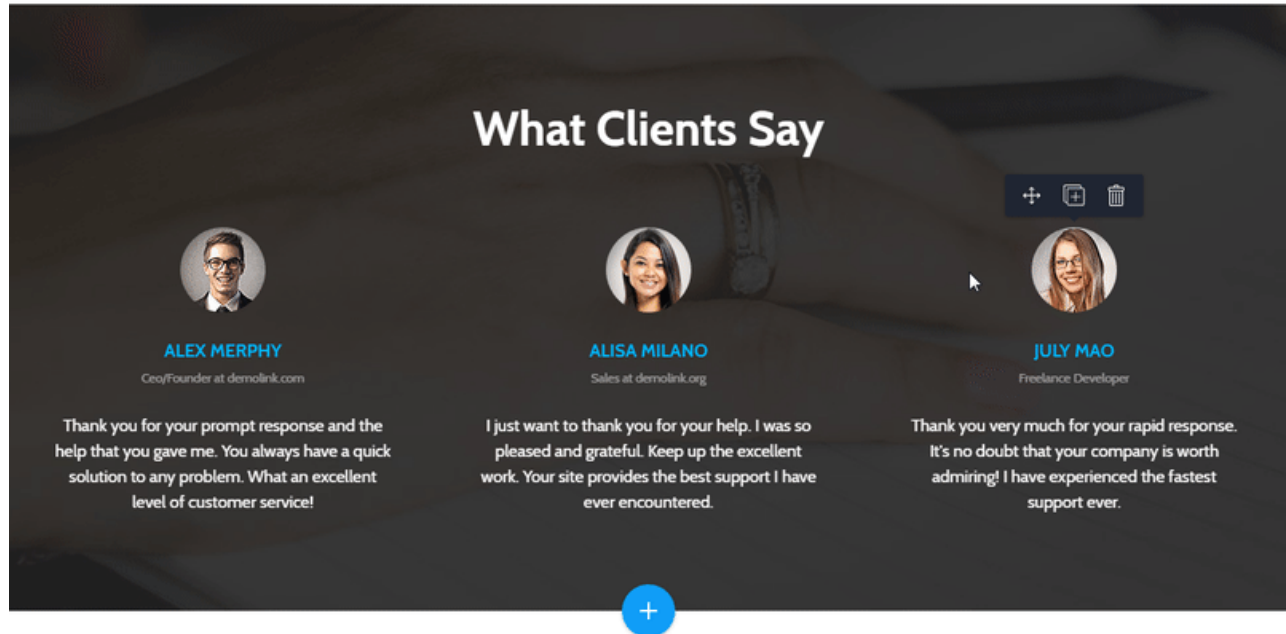 What Clients Say
ALEX MERPHY
Ceo/Founder at demolink.com
Thank you for your prompt response and the
help that you gave me. You always have a quick
solution to any problem. What an excellent
level of customer service!
ALISA MILANO
Sales at demolink.org
I just want to thank you for your help. I was so
pleased and grateful. Keep up the excellent
work. Your site provides the best support I have
ever encountered.
JULY MAO
Freelance Developer
Thank you very much for your rapid response.
It's no doubt that your company is worth
admiring! I have experienced the fastest
support ever.